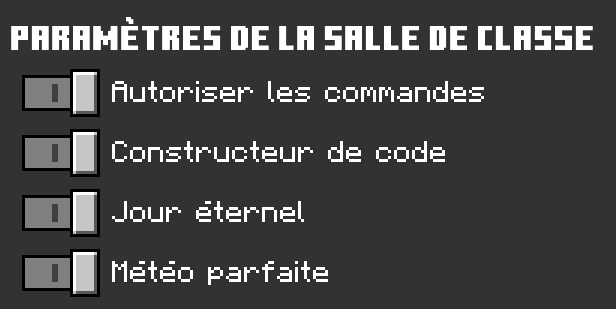 PARAMÈTRES DE LA SALLE DE CLASSE
Autoriser les commandes
Constructeur de code
Jour éternel
Météo parfaite